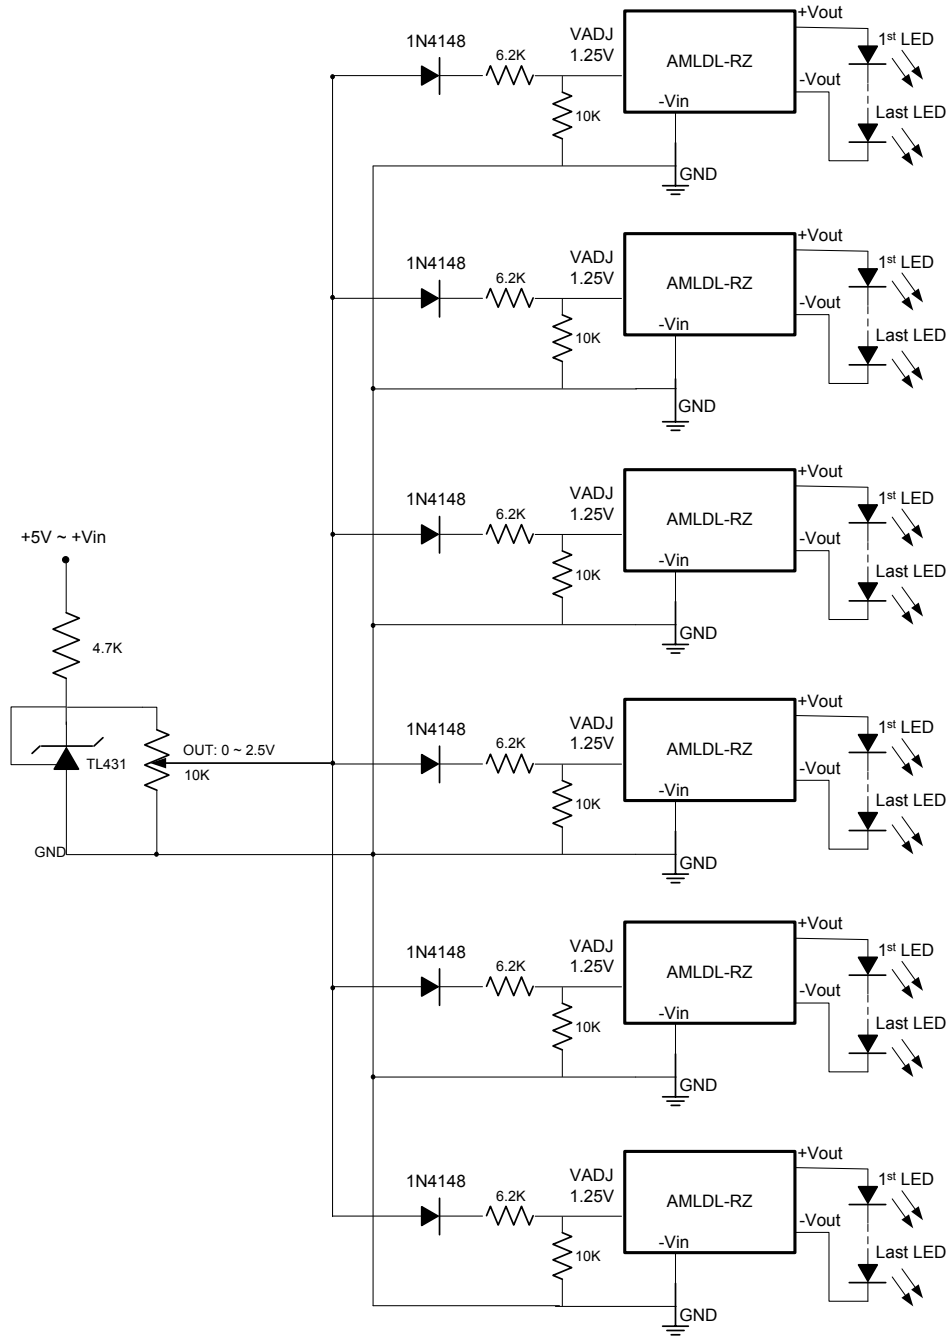 +Vout
1N4148
6.2K
VADJ
1.25V
AMLDL-RZ
1st LED
-Vout
-Vin
10K
Last LED
GND
+Vout
1N4148
6.2K
VADJ
1.25V
AMLDL-RZ
1st LED
-Vout
-Vin
10K
Last LED
GND
+Vout
1N4148
6.2K
VADJ
1.25V
AMLDL-RZ
1st LED
-Vout
-Vin
10K
Last LED
GND
+5V ~ +Vin
4.7K
TL431
OUT: 0 ~ 2.5V
10K
GND
+Vout
1N4148
6.2K
VADJ
1.25V
AMLDL-RZ
1st LED
-Vout
-Vin
10K
Last LED
GND
+Vout
1N4148
6.2K
VADJ
1.25V
AMLDL-RZ
1st LED
-Vout
-Vin
10K
Last LED
GND
+Vout
1N4148
6.2K
VADJ
1.25V
AMLDL-RZ
1st LED
-Vout
-Vin
10K
Last LED
GND